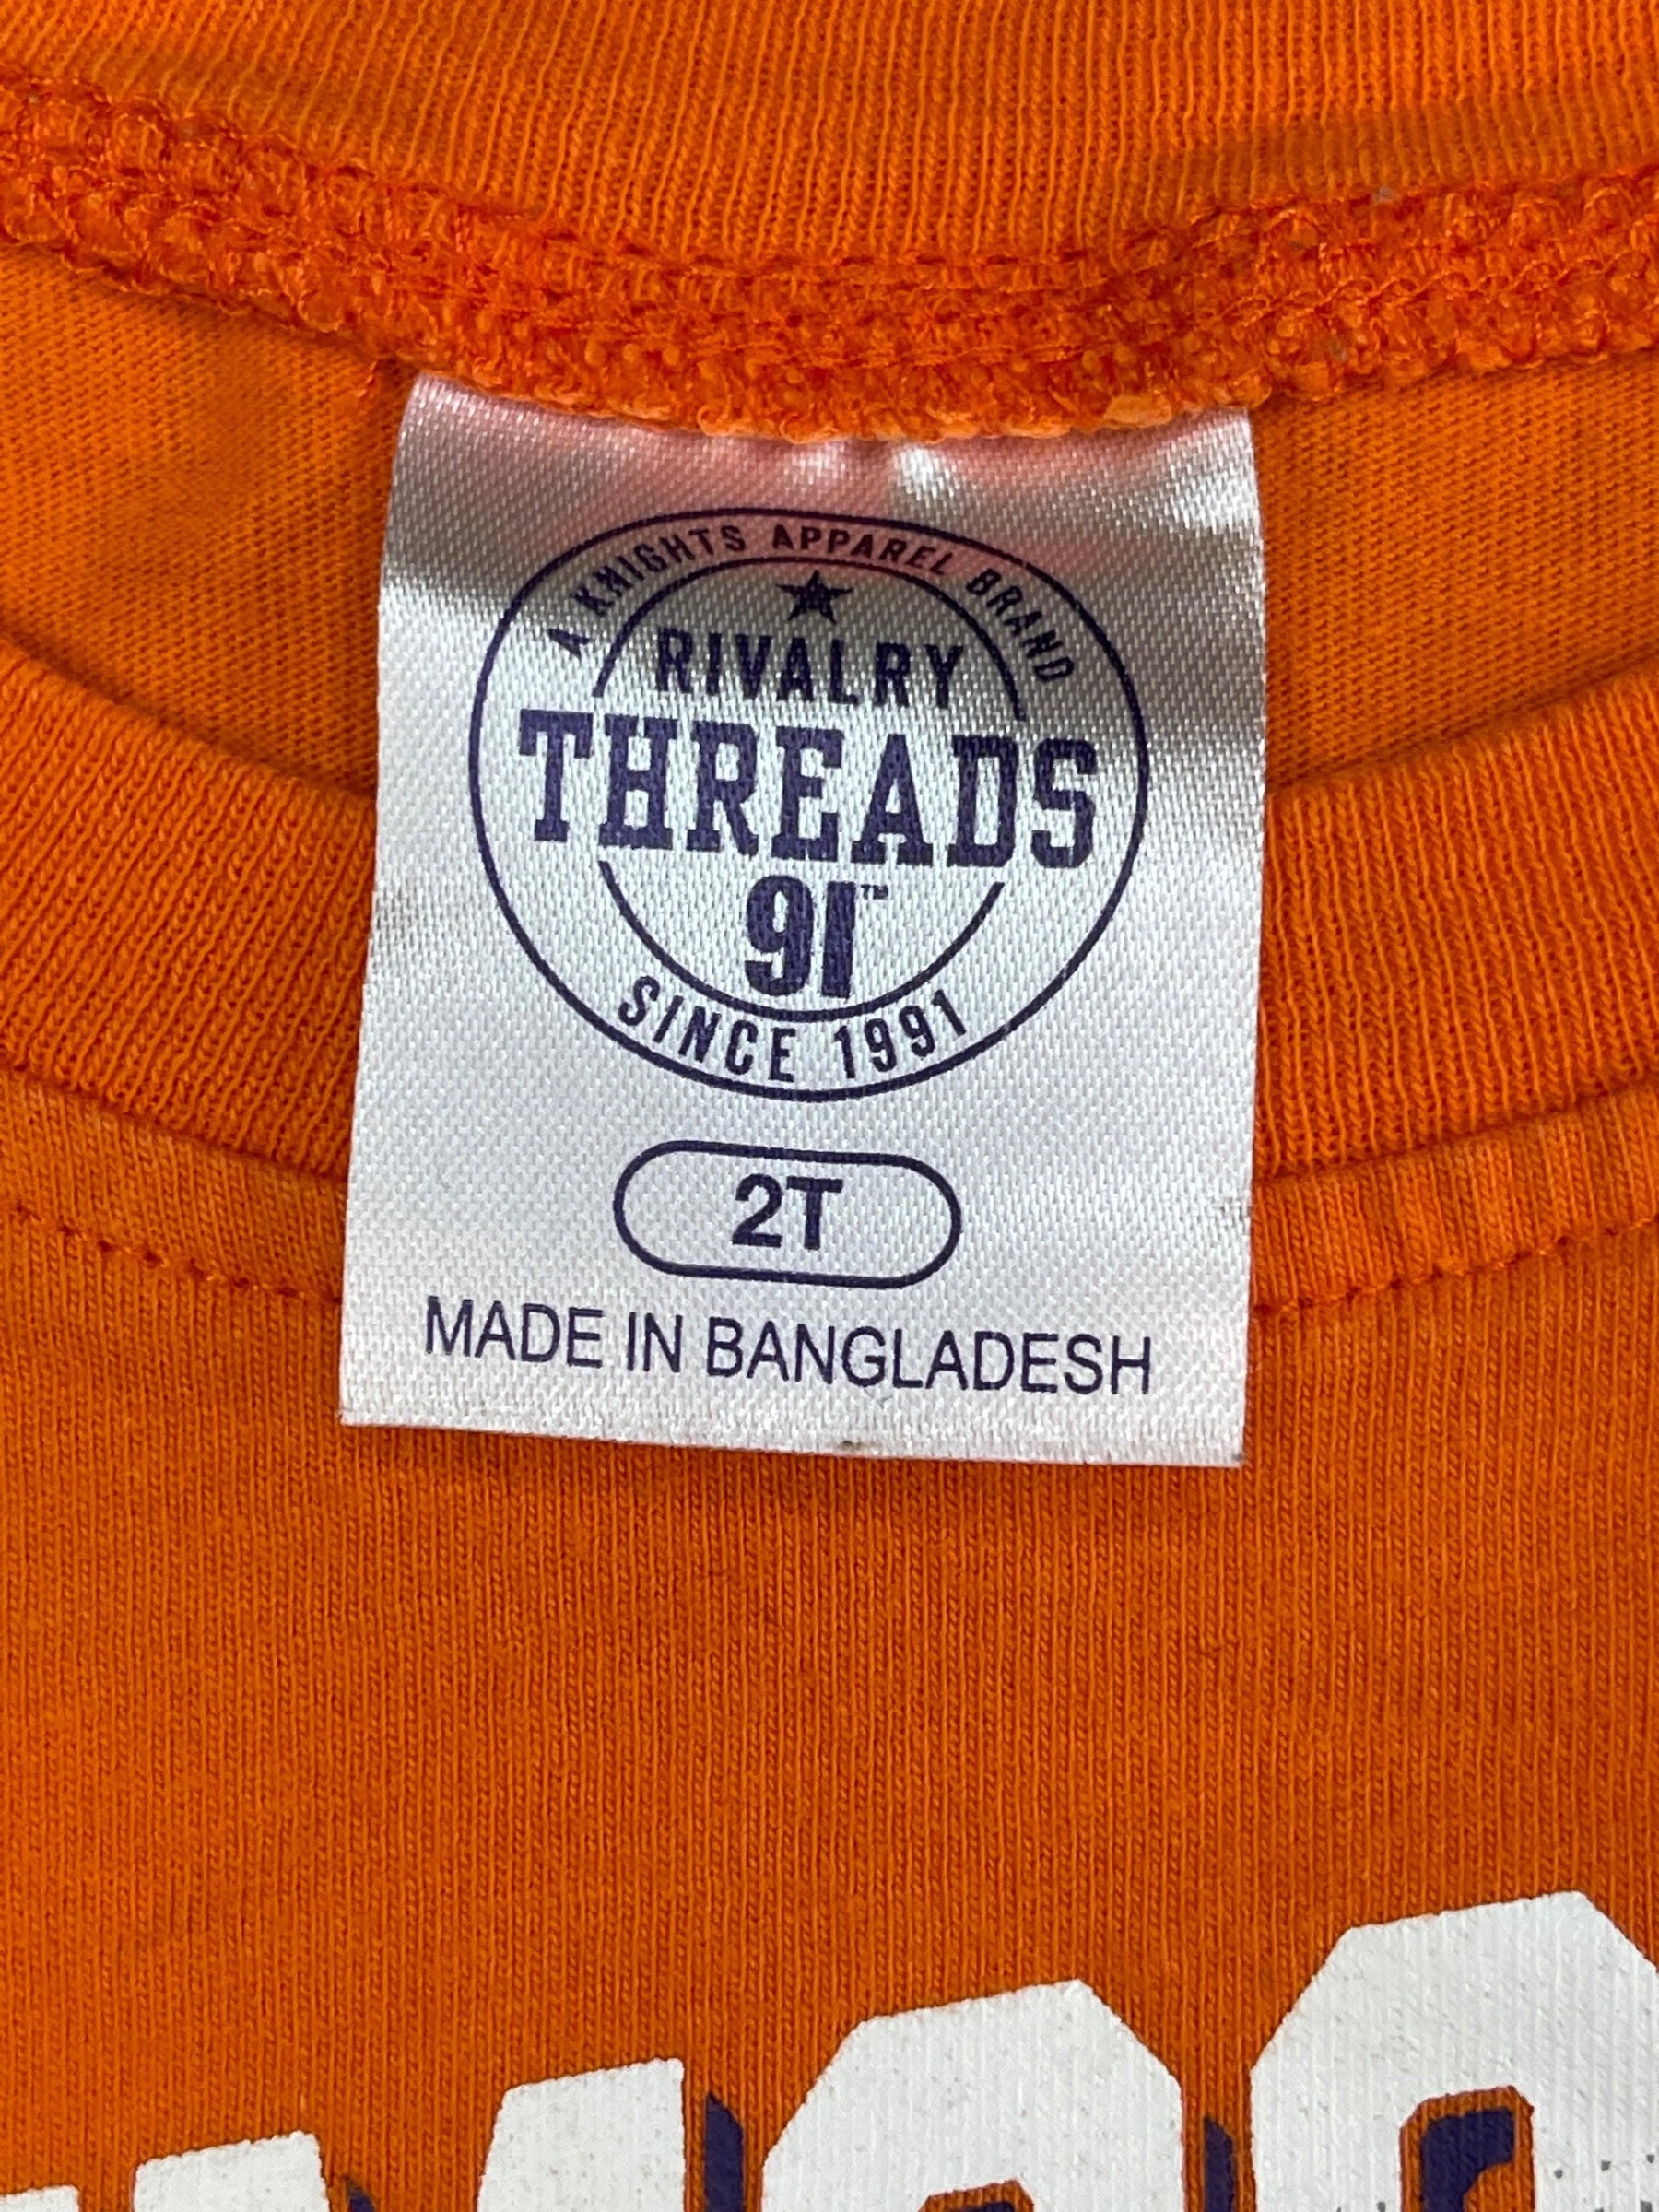 A KNIGHTS APPAREL BRAND
RIVALRY
THREADS
91™
SINCE 1991
2T
MADE IN BANGLADESH